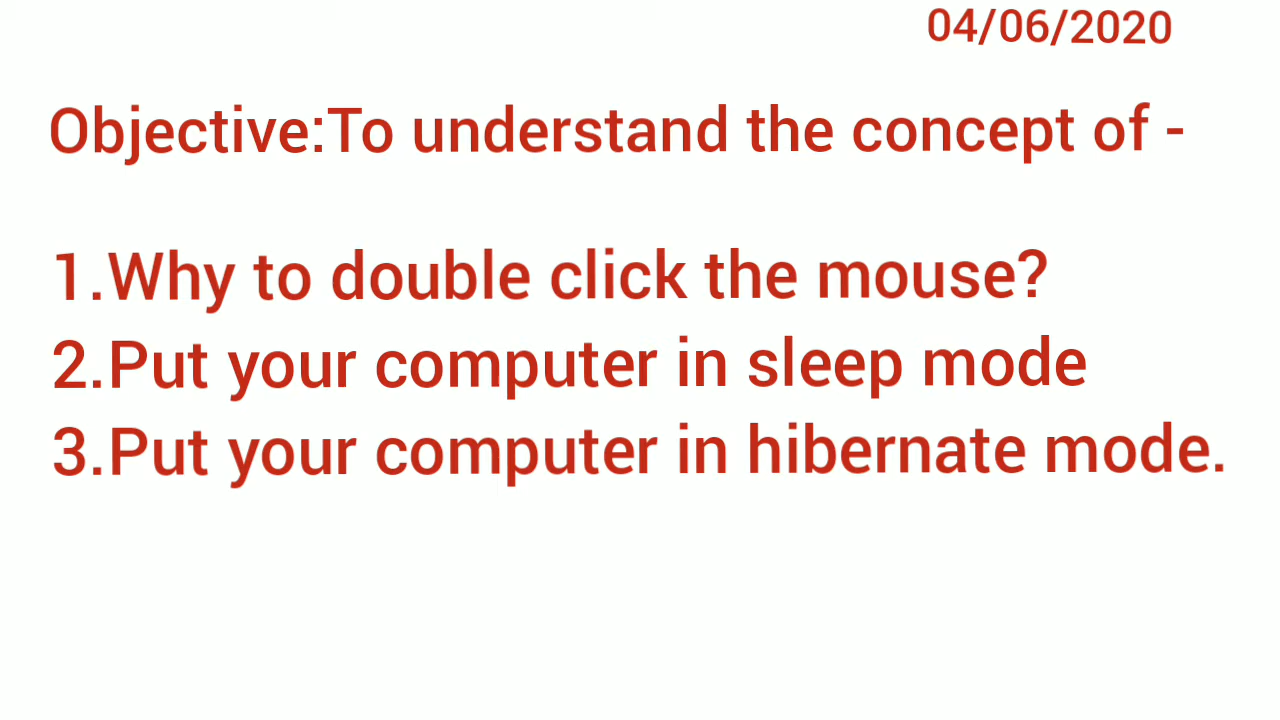 04/06/2020
Objective:To understand the concept of -
1.Why to double click the mouse?
2.Put your computer in sleep mode
3.Put your computer in hibernate mode.